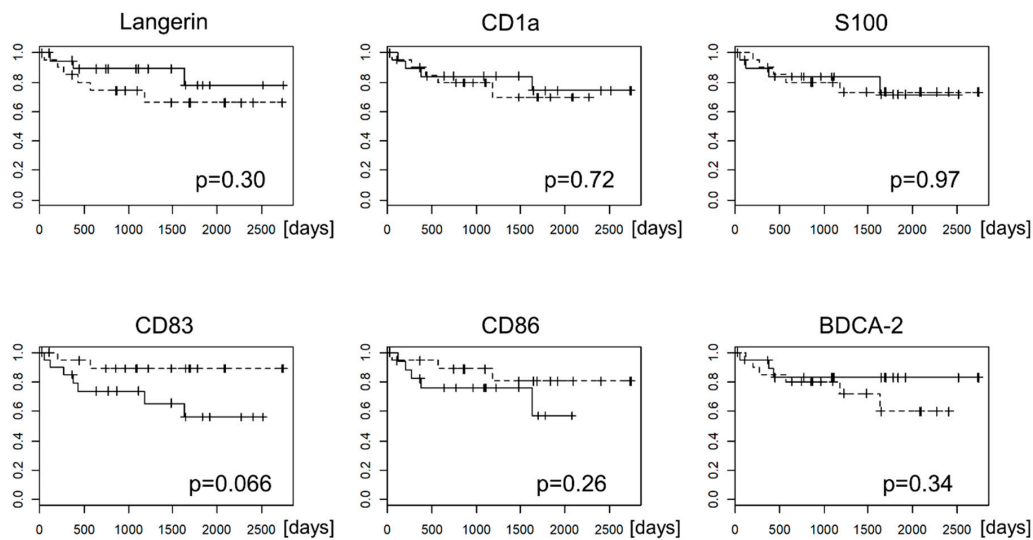 Langerin CD1a S100
1.0 1.0 1.0
0.8 0.8 0.8
0.6 0.6 0.6
0.4 0.4 0.4
0.2 0.2 0.2
p=0.30 p=0.72 p=0.97
0.0 0.0 0.0
0 500 1000 1500 2000 2500 [days] 0 500 1000 1500 2000 2500 [days] 0 500 1000 1500 2000 2500 [days]
CD83 CD86 BDCA-2
1.0 1.0 1.0
0.8 0.8 0.8
0.6 0.6 0.6
0.4 0.4 0.4
0.2 0.2 0.2
p=0.066 p=0.26 p=0.34
0.0 0.0 0.0
0 500 1000 1500 2000 2500 [days] 0 500 1000 1500 2000 2500 [days] 0 500 1000 1500 2000 2500 [days]